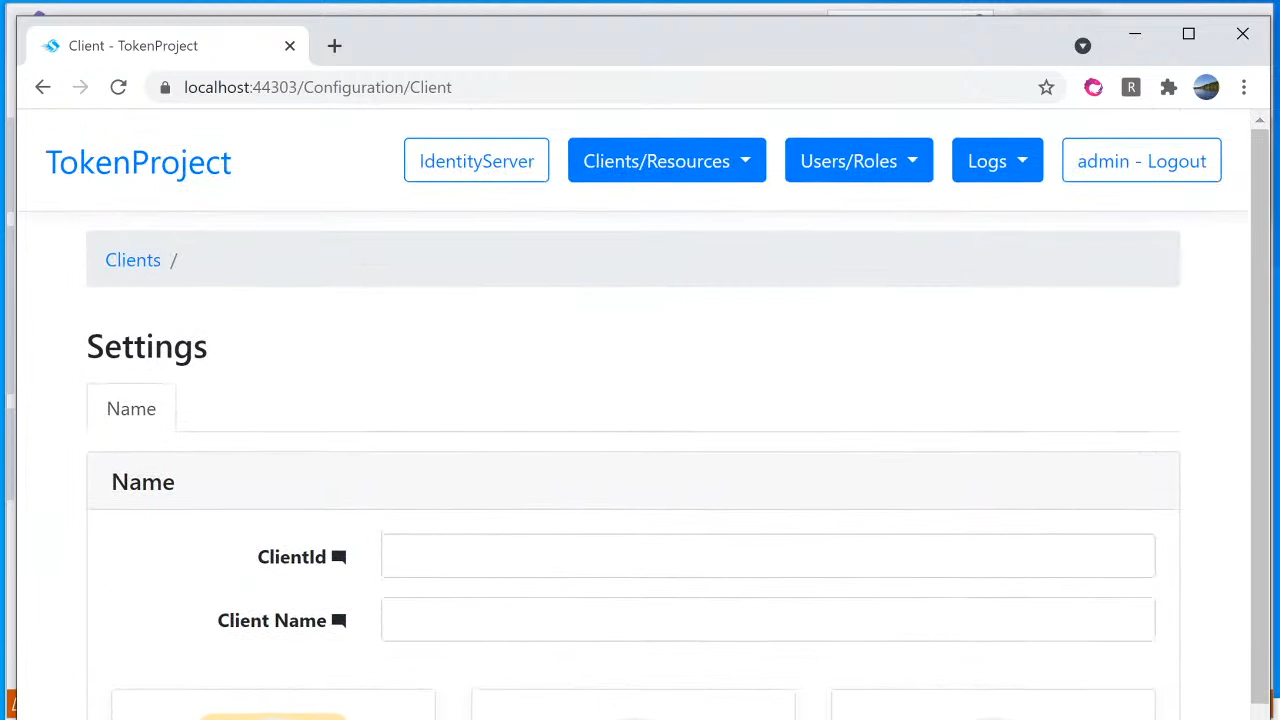 Client - TokenProject
localhost:44303/Configuration/Client
R
TokenProject
IdentityServer
Clients/Resources
Users/Roles
Logs
admin - Logout
Clients /
Settings
Name
Name
ClientId
Client Name